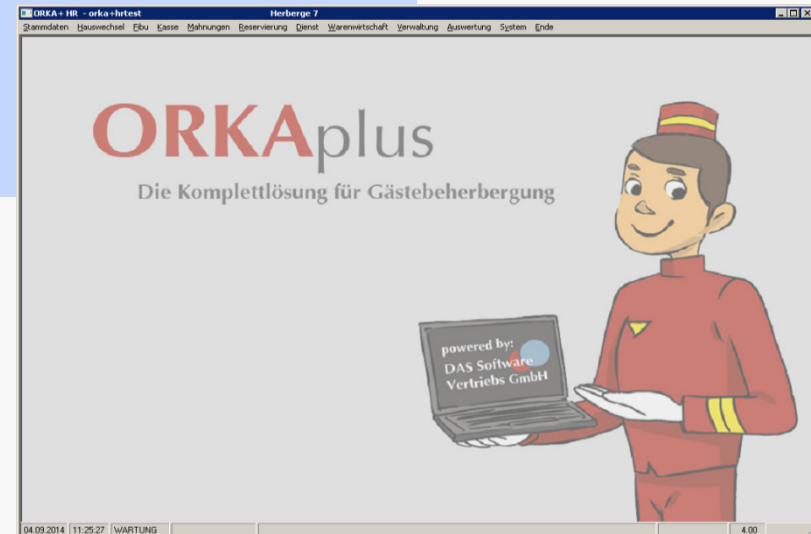 ORKA+ HR - orka+hrtest Herberge 7
Stammdaten Hauswechsel Fibu Kasse Mahnungen Reservierung Dienst Warenwirtschaft Verwaltung Auswertung System Ende
ORKAplus
Die Komplettlösung für Gästebeherbergung
powered by:
DAS Software
Vertriebs GmbH
04.09.2014 11:25:27 WARTUNG 4.00